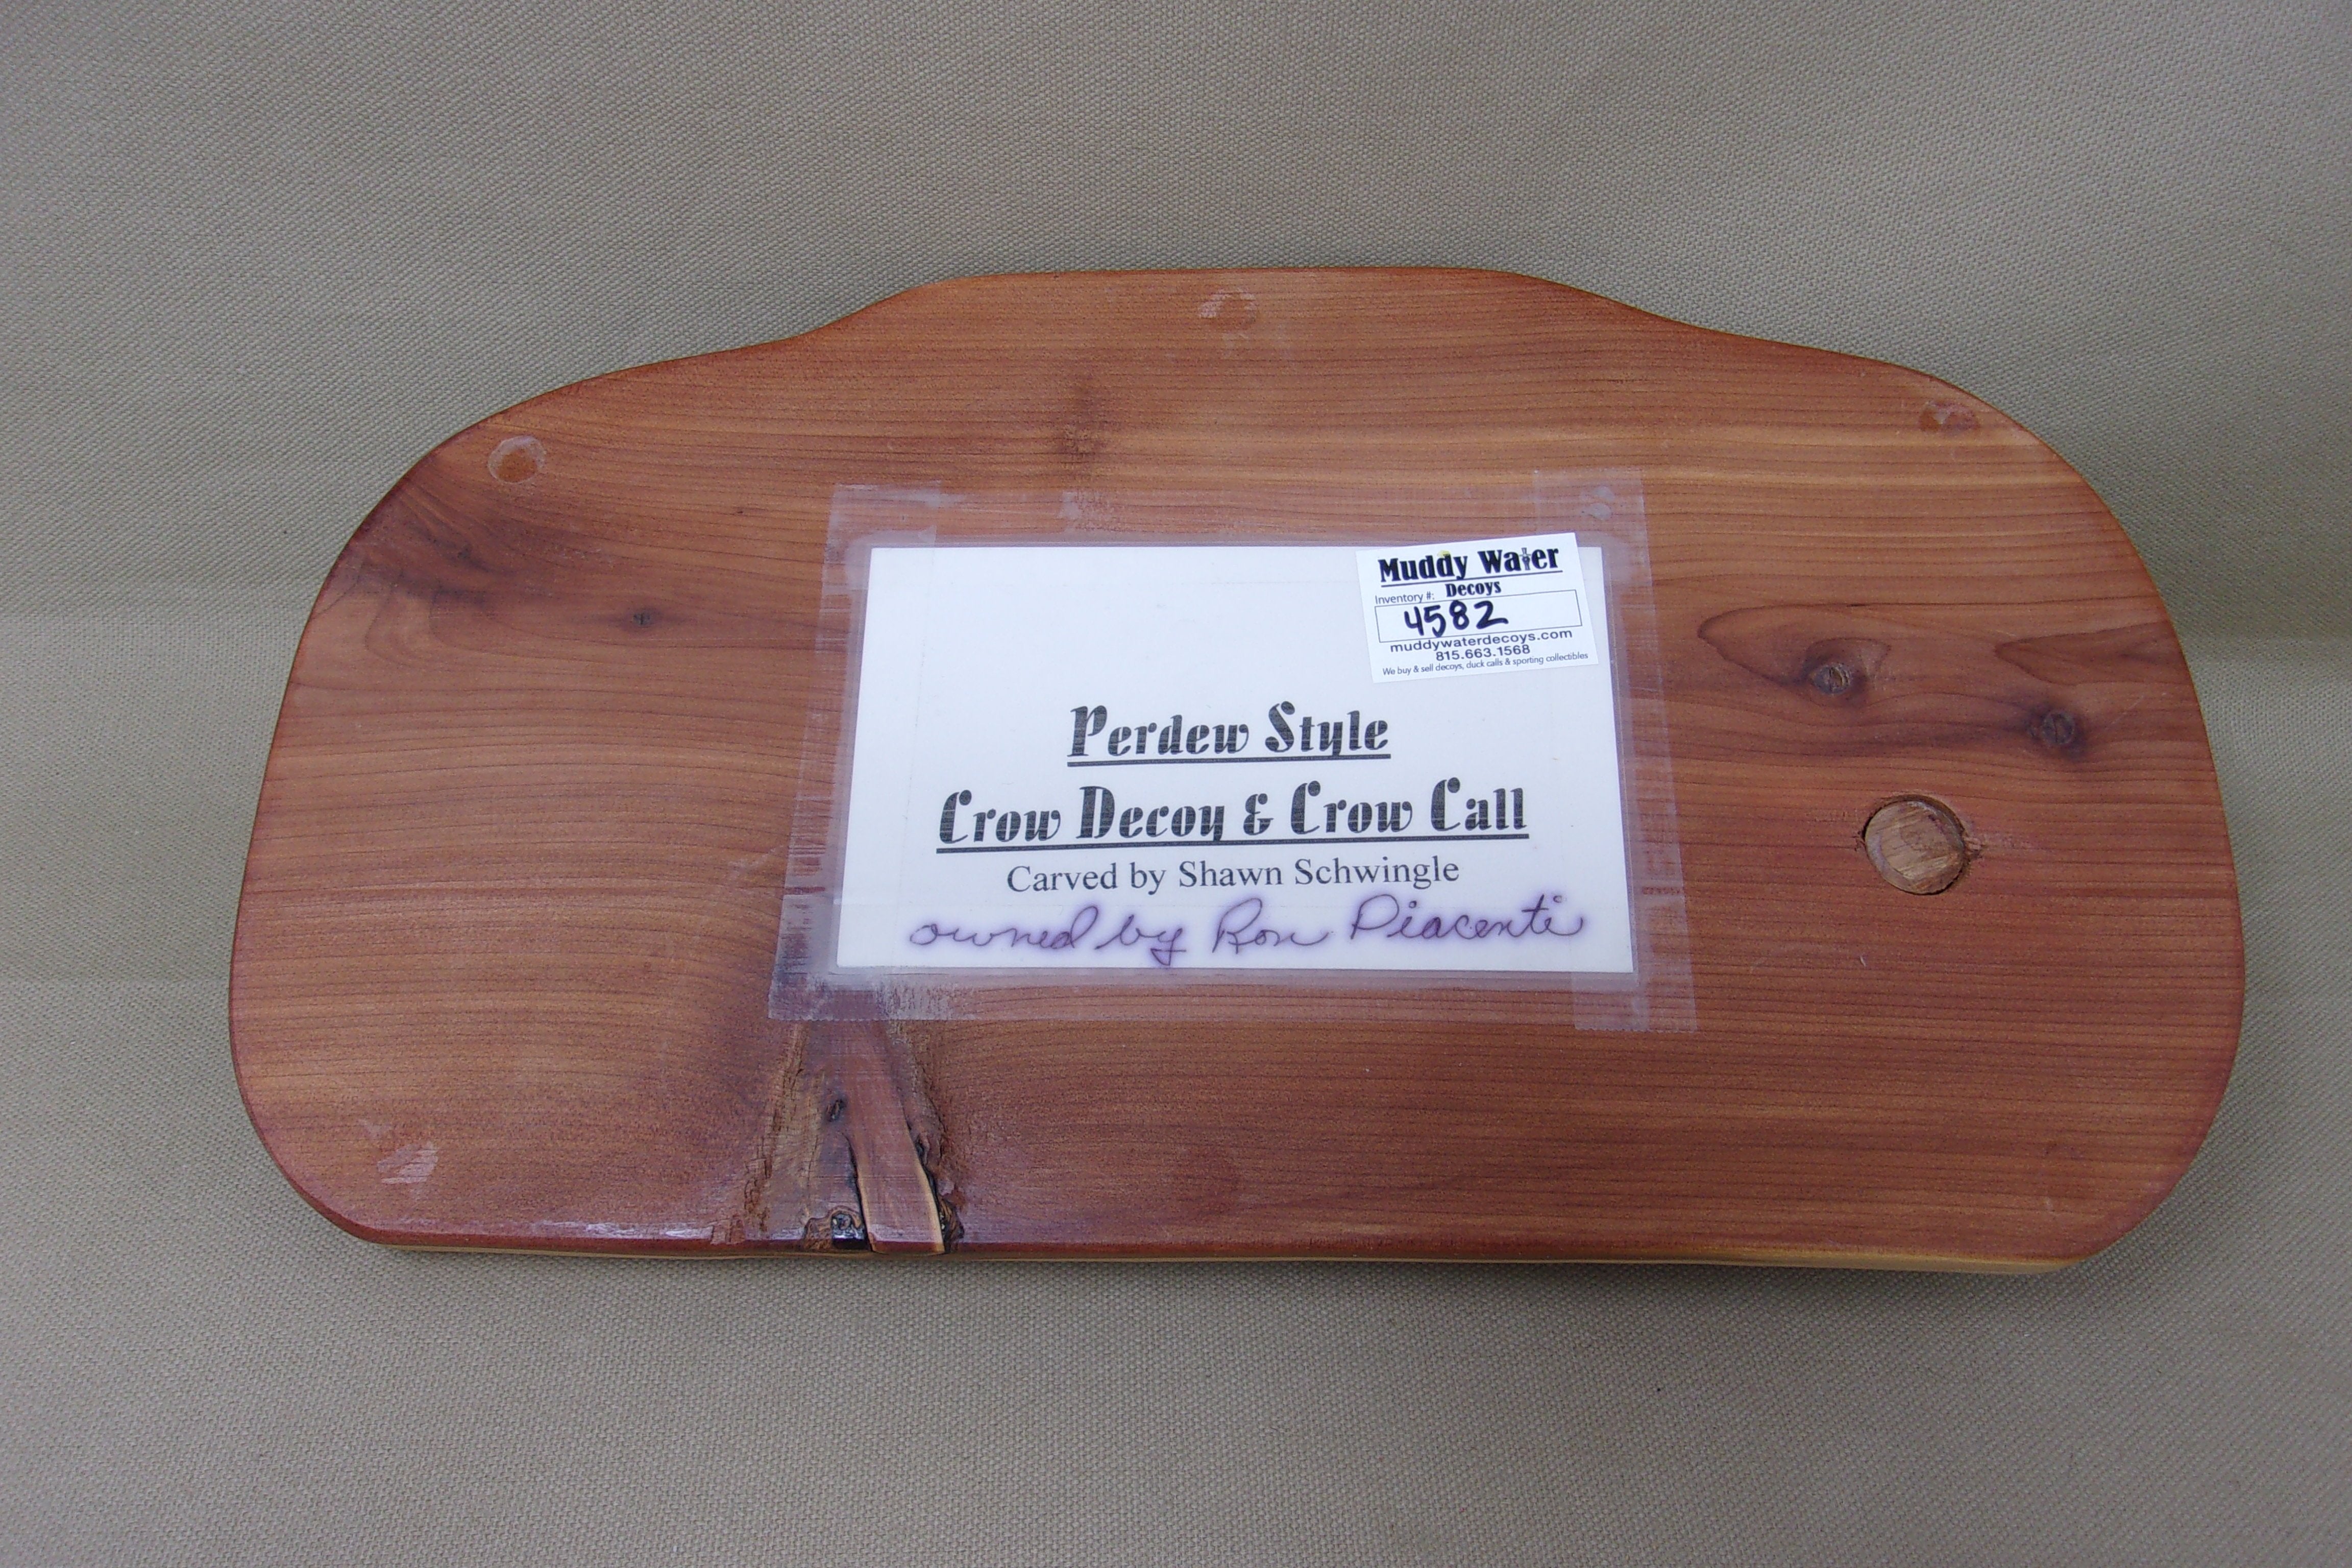 Muddy Water
Decoys
Inventory #:
4582
muddywaterdecoys.com
815.663.1568
We buy & sell decoys, duck calls & sporting collectibles
Perdew Style
Crow Decoy & Crow Call
Carved by Shawn Schwingle
owned by Ron Piacenti